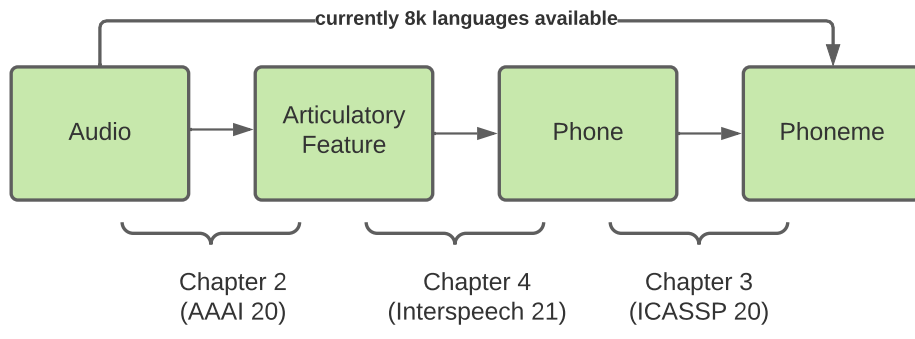 currently 8k languages available
Audio
Articulatory
Feature
Phone
Phoneme
Chapter 2
(AAAI 20)
Chapter 4
(Interspeech 21)
Chapter 3
(ICASSP 20)